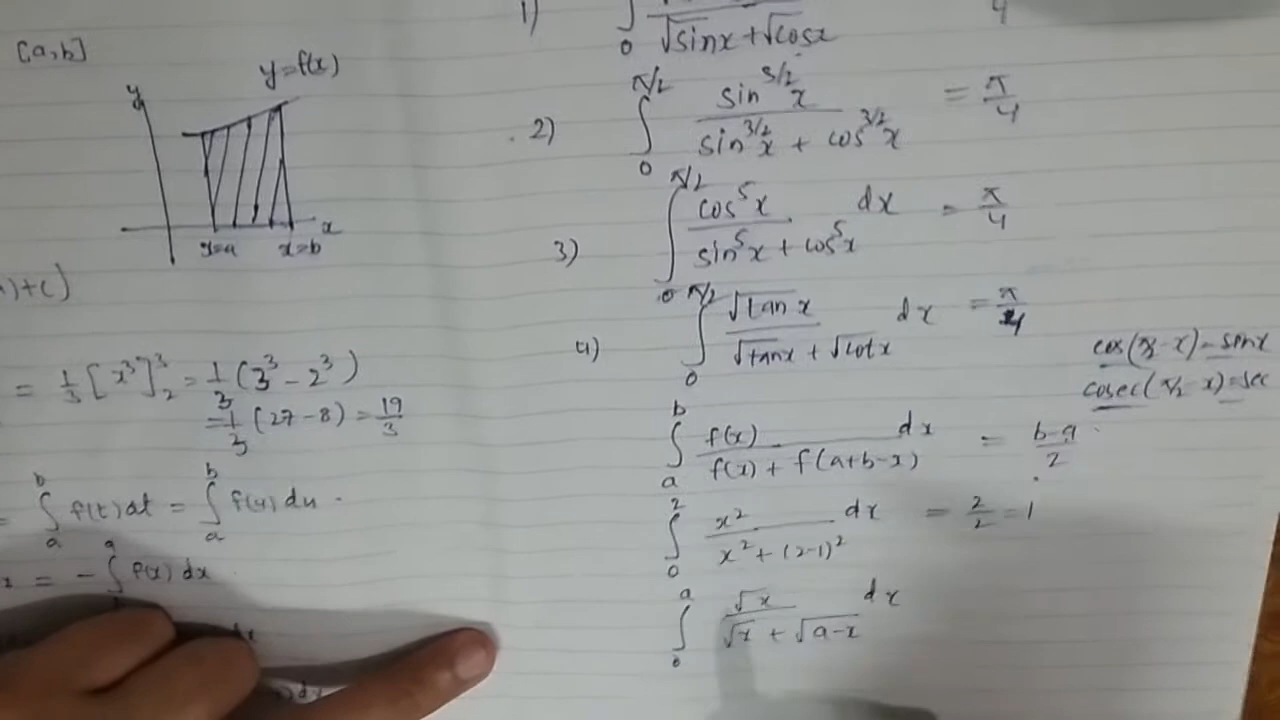 [a,b]
y=f(x)
y
x
x=a x=b
)+c)
= 1/3 [x³]₂³ = 1/3 (3³ - 2³)
= 1/3 (27 - 8) = 19/3
= ∫ₐᵇ f(t) dt = ∫ₐᵇ f(u) du
= - ∫ᵃ f(x) dx
dx
1) ∫₀ √sinx + √cosx 4
2) ∫₀^(π/2) sin^(3/2) x / (sin^(3/2) x + cos^(3/2) x) = π/4
3) ∫₀^(π/2) cos⁵x / (sin⁵x + cos⁵x) dx = π/4
4) ∫₀^(π/2) √tan x / (√tanx + √cotx) dx = π/4
cos(π/2 - x) = sinx
cosec(π/2 - x) = sec
∫ₐᵇ f(x) / (f(x) + f(a+b-x)) dx = (b-a)/2
∫₀² x² / (x² + (2-1)²) dx = 2/2 = 1
∫₀ᵃ √x / (√x + √a-x) dx